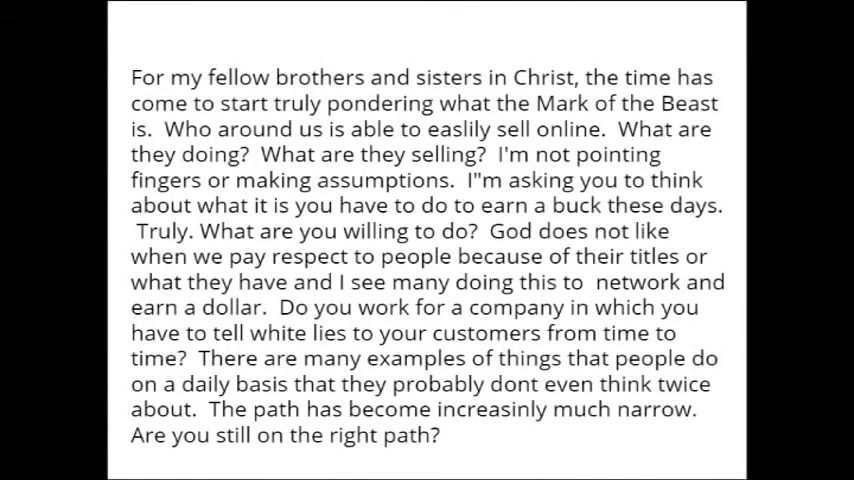 For my fellow brothers and sisters in Christ, the time has
come to start truly pondering what the Mark of the Beast
is.  Who around us is able to easlily sell online.  What are
they doing?  What are they selling?  I'm not pointing
fingers or making assumptions.  I"m asking you to think
about what it is you have to do to earn a buck these days.
Truly. What are you willing to do?  God does not like
when we pay respect to people because of their titles or
what they have and I see many doing this to  network and
earn a dollar.  Do you work for a company in which you
have to tell white lies to your customers from time to
time?  There are many examples of things that people do
on a daily basis that they probably dont even think twice
about.  The path has become increasinly much narrow.
Are you still on the right path?